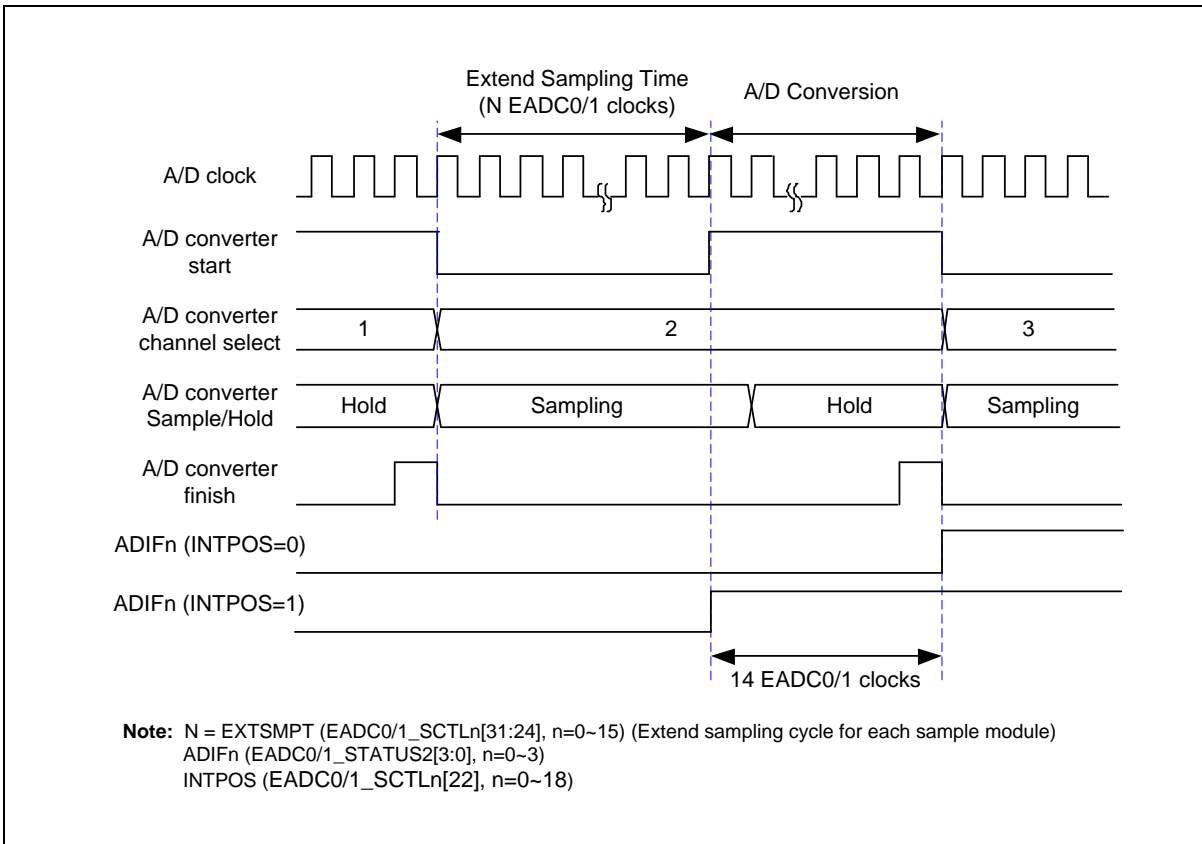 Extend Sampling Time
(N EADC0/1 clocks)
A/D Conversion
A/D clock
A/D converter
start
A/D converter
channel select
1
2
3
A/D converter
Sample/Hold
Hold
Sampling
Hold
Sampling
A/D converter
finish
ADIFn (INTPOS=0)
ADIFn (INTPOS=1)
14 EADC0/1 clocks
Note: N = EXTSMPT (EADC0/1_SCTLn[31:24], n=0~15) (Extend sampling cycle for each sample module)
ADIFn (EADC0/1_STATUS2[3:0], n=0~3)
INTPOS (EADC0/1_SCTLn[22], n=0~18)